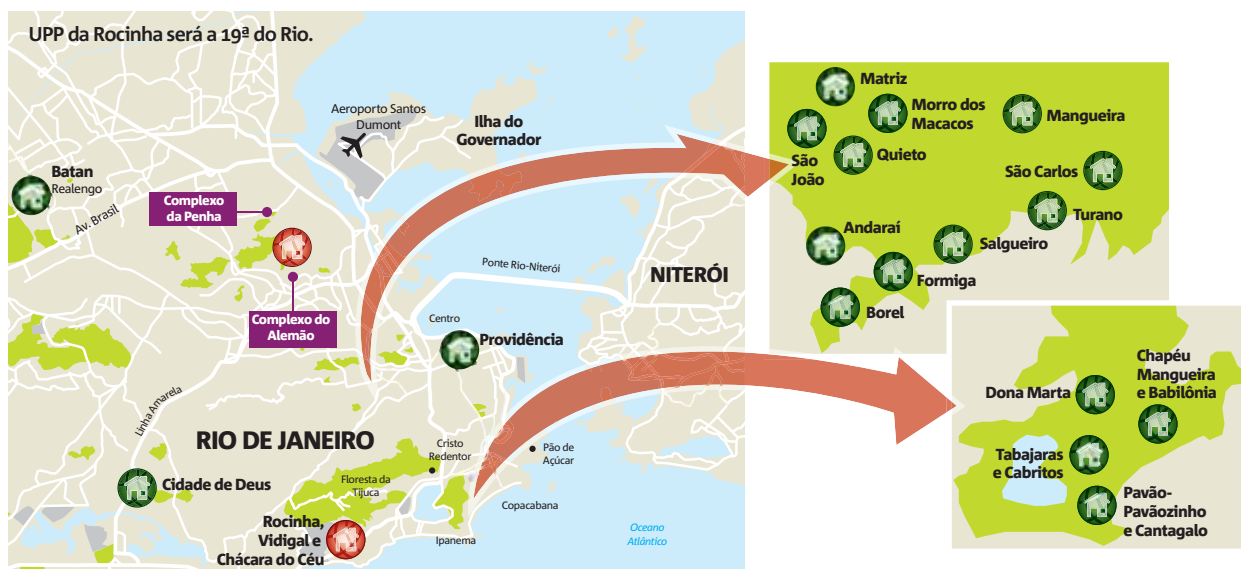 UPP da Rocinha será a 19ª do Rio.
Aeroporto Santos
Dumont
Ilha do
Governador
Batan
Realengo
Av. Brasil
Complexo
da Penha
Complexo do
Alemão
Ponte Rio-Niterói
NITERÓI
Centro
Providência
Linha Amarela
RIO DE JANEIRO
Cristo
Redentor
Pão de
Açúcar
Cidade de Deus
Floresta da
Tijuca
Copacabana
Rocinha,
Vidigal e
Chácara do Céu
Ipanema
Oceano
Atlântico
Matriz
Morro dos
Macacos
Mangueira
São
João
Quieto
São Carlos
Turano
Andaraí
Salgueiro
Formiga
Borel
Chapéu
Mangueira
e Babilônia
Dona Marta
Tabajaras
e Cabritos
Pavão-
Pavãozinho
e Cantagalo